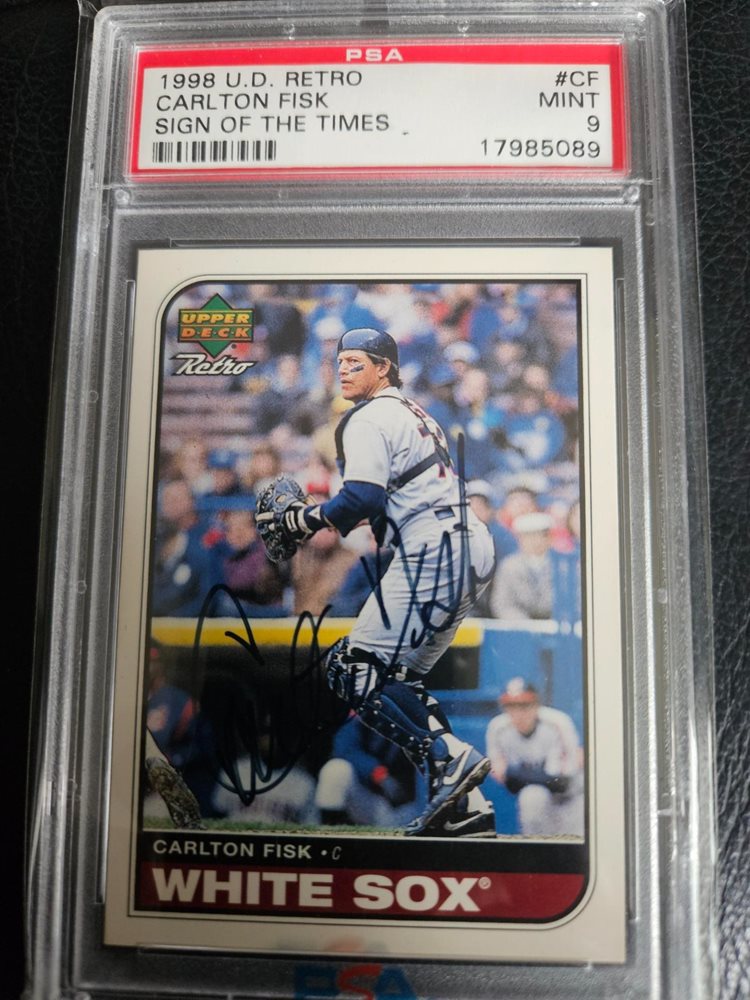 PSA
1998 U.D. RETRO #CF
CARLTON FISK MINT
SIGN OF THE TIMES 9
17985089
UPPER
D·E·C·K
Retro
CARLTON FISK • C
WHITE SOX®
PSA